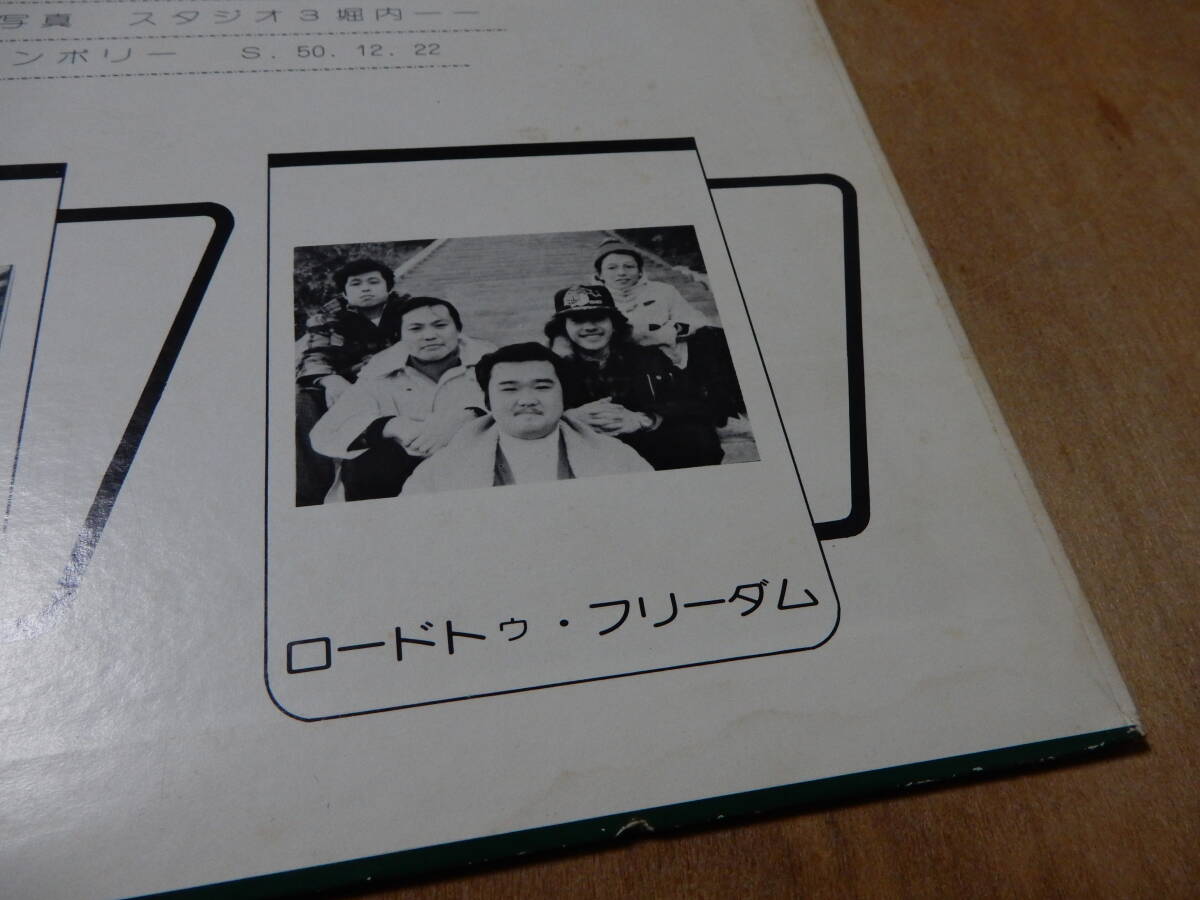 写真 スタジオ3堀内一一
ンポリー S. 50. 12. 22
ロードトゥ・フリーダム